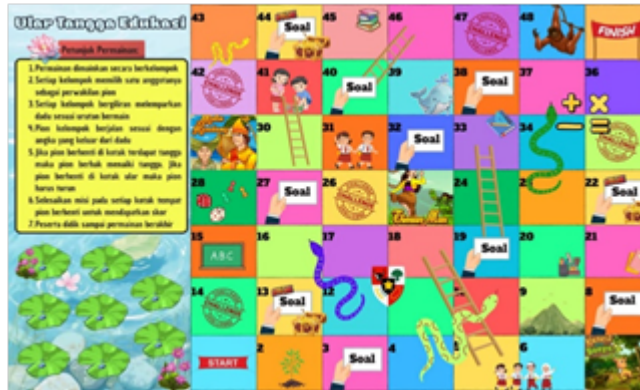 Ular Tangga Edukasi
Petunjuk Permainan:
1. Permainan dimainkan secara berkelompok
2. Setiap kelompok memilih satu anggotanya
sebagai perwakilan pion
3. Setiap kelompok bergiliran melemparkan
dadu sesuai urutan bermain
4. Pion kelompok berjalan sesuai dengan
angka yang keluar dari dadu
5. Jika pion berhenti di kotak terdapat tangga
maka pion berhak menaiki tangga. Jika
pion berhenti di kotak ular maka pion
harus turun
6. Selesaikan misi pada setiap kotak tempat
pion berhenti untuk mendapatkan skor
7. Peserta didik sampai permainan berakhir
43 44 Soal 45 46 47 CHALLENGE 48 FINISH
42 CHALLENGE 41 40 Soal 39 38 Soal 37 36
30 31 32 Soal 33 34 CHALLENGE
28 27 Soal 26 CHALLENGE Timun Mas 24 23 22 Soal
15 ABC 16 17 18 19 Soal 20 21
14 CHALLENGE 13 Soal 12 9 8 Soal
START 2 3 Soal 4 6